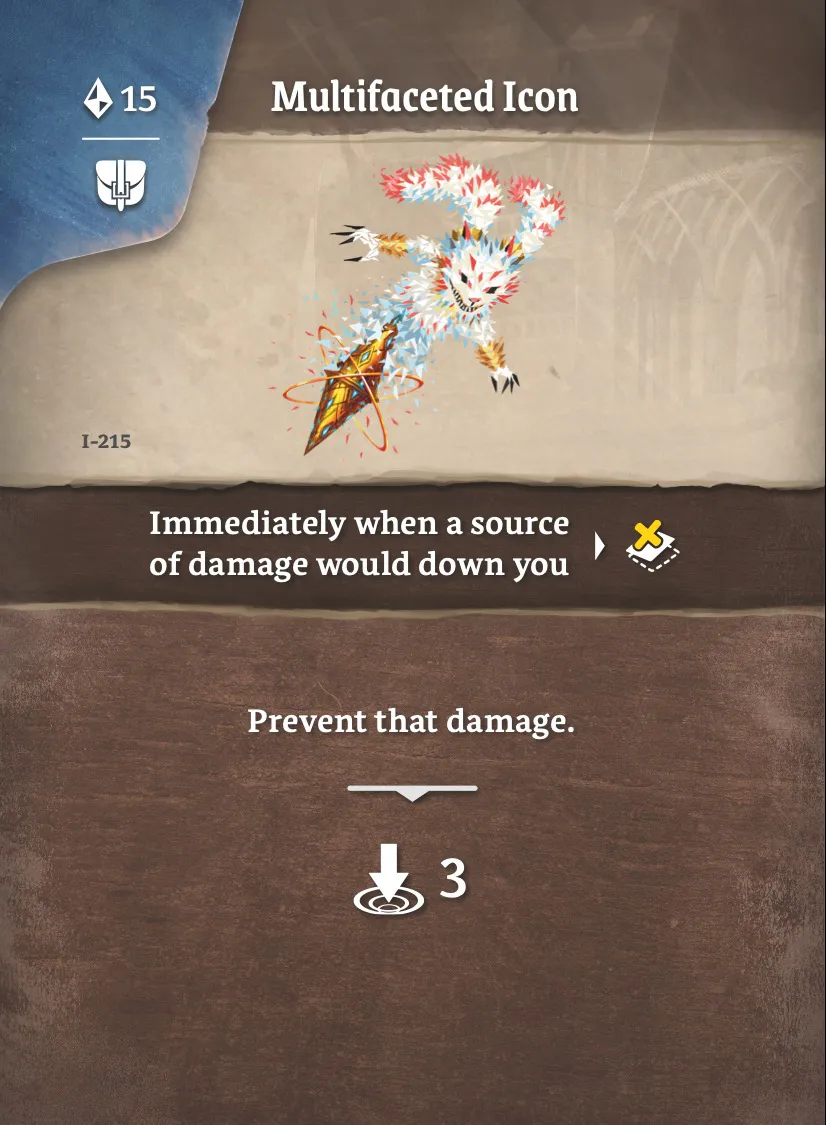 15
Multifaceted Icon
I-215
Immediately when a source
of damage would down you
Prevent that damage.
3